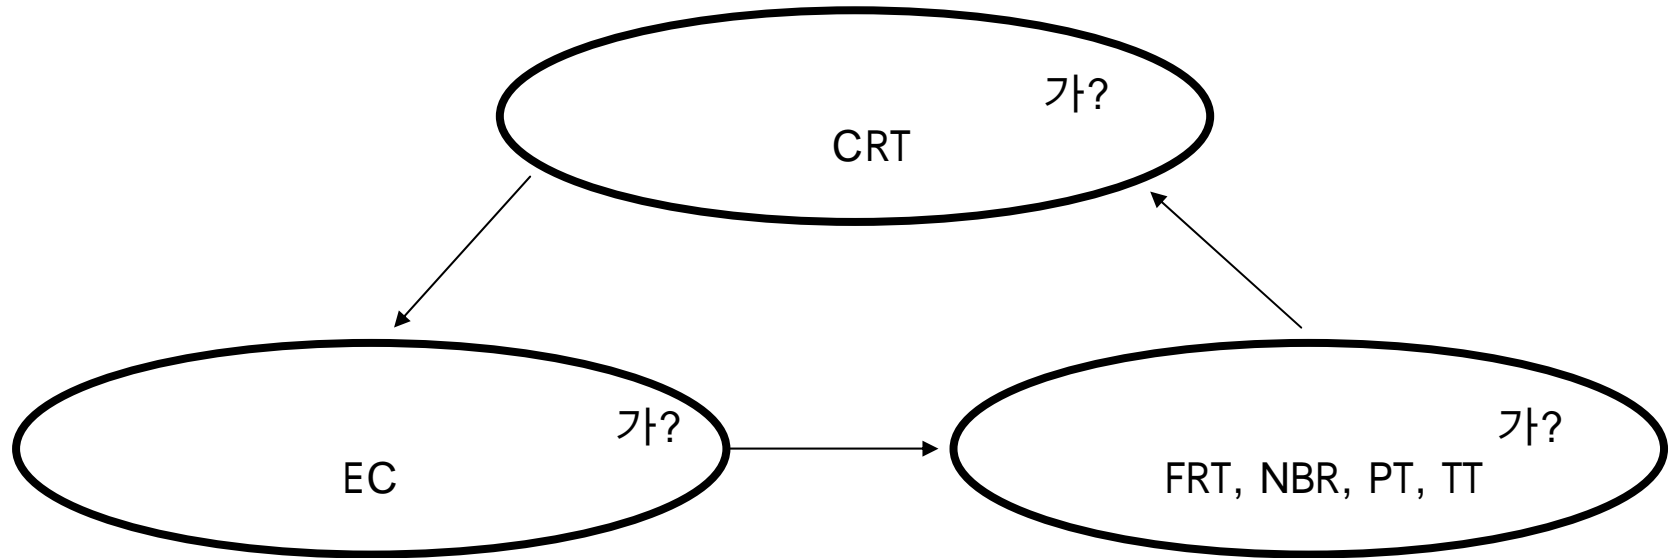 가?
CRT
가?
EC
가?
FRT, NBR, PT, TT